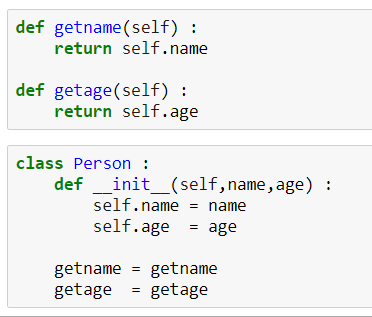 def getname(self) :
    return self.name
def getage(self) :
    return self.age
class Person :
    def __init__(self,name,age) :
        self.name = name
        self.age  = age
    getname = getname
    getage  = getage